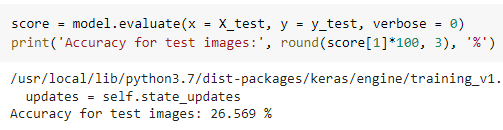 score = model.evaluate(x = X_test, y = y_test, verbose = 0)
print('Accuracy for test images:', round(score[1]*100, 3), '%')
/usr/local/lib/python3.7/dist-packages/keras/engine/training_v1.
updates = self.state_updates
Accuracy for test images: 26.569 %